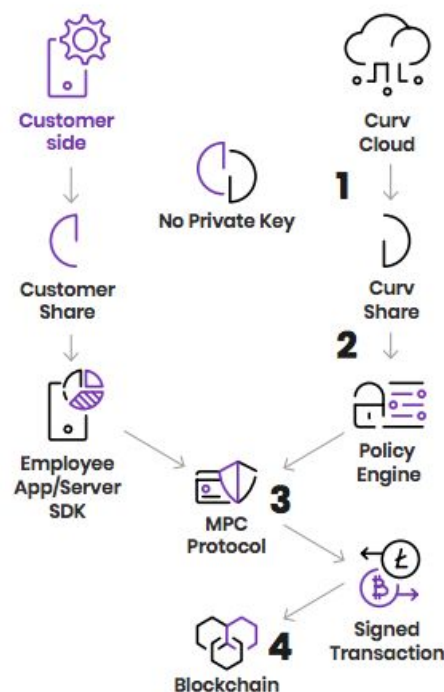 Customer
side
Curv
Cloud
1
No Private Key
Customer
Share
Curv
Share
2
Employee
App/Server
SDK
Policy
Engine
MPC
Protocol
3
Ł
₿
Signed
Transaction
4
Blockchain